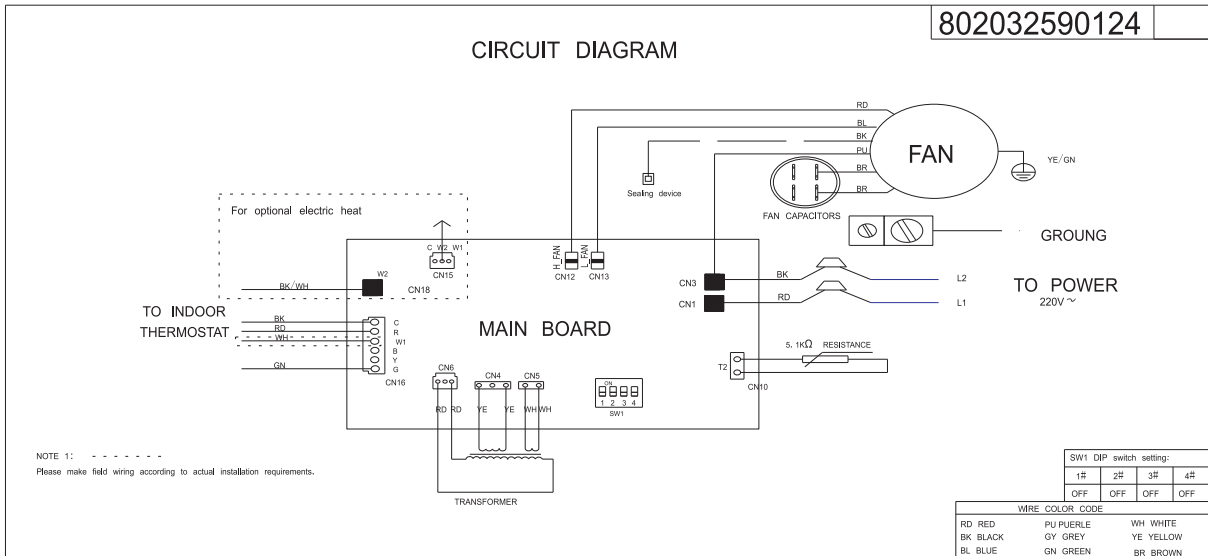 802032590124
CIRCUIT DIAGRAM
RD
BL
BK
PU
BR
BR
FAN
YE/GN
Sealing device
FAN CAPACITORS
For optional electric heat
C W2 W1
CN15
W2
CN18
BK/WH
H_FAN
CN12
L_FAN
CN13
GROUNG
CN3
BK
L2
CN1
RD
L1
TO POWER
220V ~
TO INDOOR
THERMOSTAT
BK
RD
WH
GN
C
R
W1
B
Y
G
CN16
MAIN BOARD
5.1KΩ RESISTANCE
T2
CN10
CN6
CN4
CN5
RD RD
YE YE
WH WH
ON
1 2 3 4
SW1
TRANSFORMER
NOTE 1: - - - - - - -
Please make field wiring according to actual installation requirements.
SW1 DIP switch setting:
1# 2# 3# 4#
OFF OFF OFF OFF
WIRE COLOR CODE
RD RED PU PUERLE WH WHITE
BK BLACK GY GREY YE YELLOW
BL BLUE GN GREEN BR BROWN